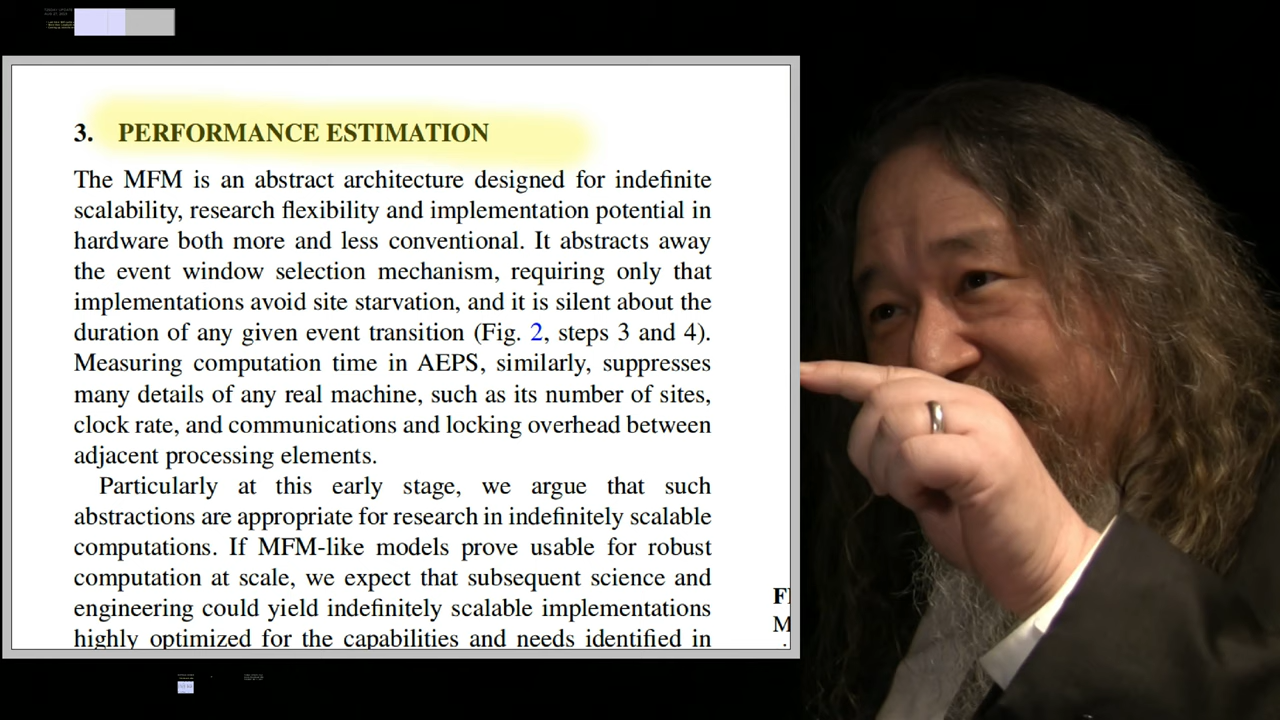 3. PERFORMANCE ESTIMATION
The MFM is an abstract architecture designed for indefinite
scalability, research flexibility and implementation potential in
hardware both more and less conventional. It abstracts away
the event window selection mechanism, requiring only that
implementations avoid site starvation, and it is silent about the
duration of any given event transition (Fig. 2, steps 3 and 4).
Measuring computation time in AEPS, similarly, suppresses
many details of any real machine, such as its number of sites,
clock rate, and communications and locking overhead between
adjacent processing elements.
Particularly at this early stage, we argue that such
abstractions are appropriate for research in indefinitely scalable
computations. If MFM-like models prove usable for robust
computation at scale, we expect that subsequent science and
engineering could yield indefinitely scalable implementations
highly optimized for the capabilities and needs identified in